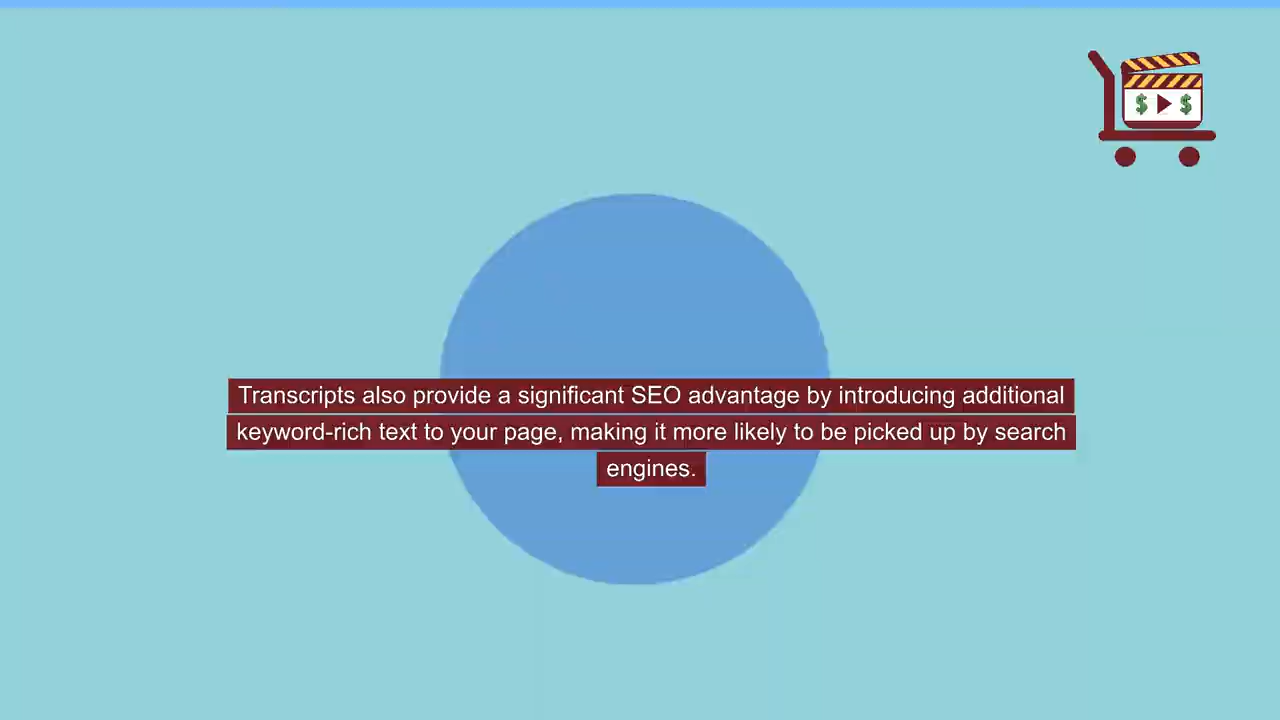 $ $
Transcripts also provide a significant SEO advantage by introducing additional
keyword-rich text to your page, making it more likely to be picked up by search
engines.